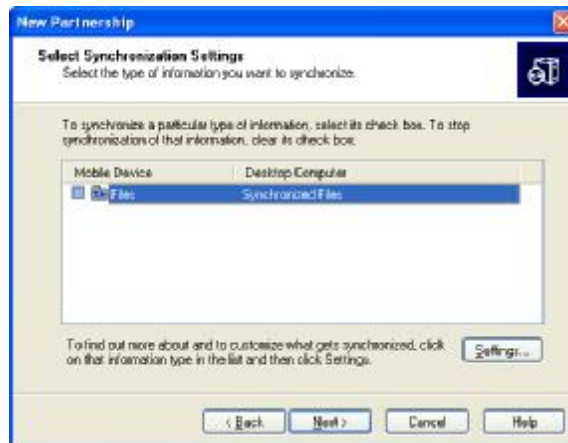 New Partnership
Select Synchronization Settings
Select the type of information you want to synchronize.
To synchronize a particular type of information, select its check box. To stop
synchronization of that information, clear its check box.
Mobile Device Desktop Computer
Files Synchronized Files
To find out more about and to customize what gets synchronized, click
on that information type in the list and then click Settings.
Settings...
< Back Next > Cancel Help